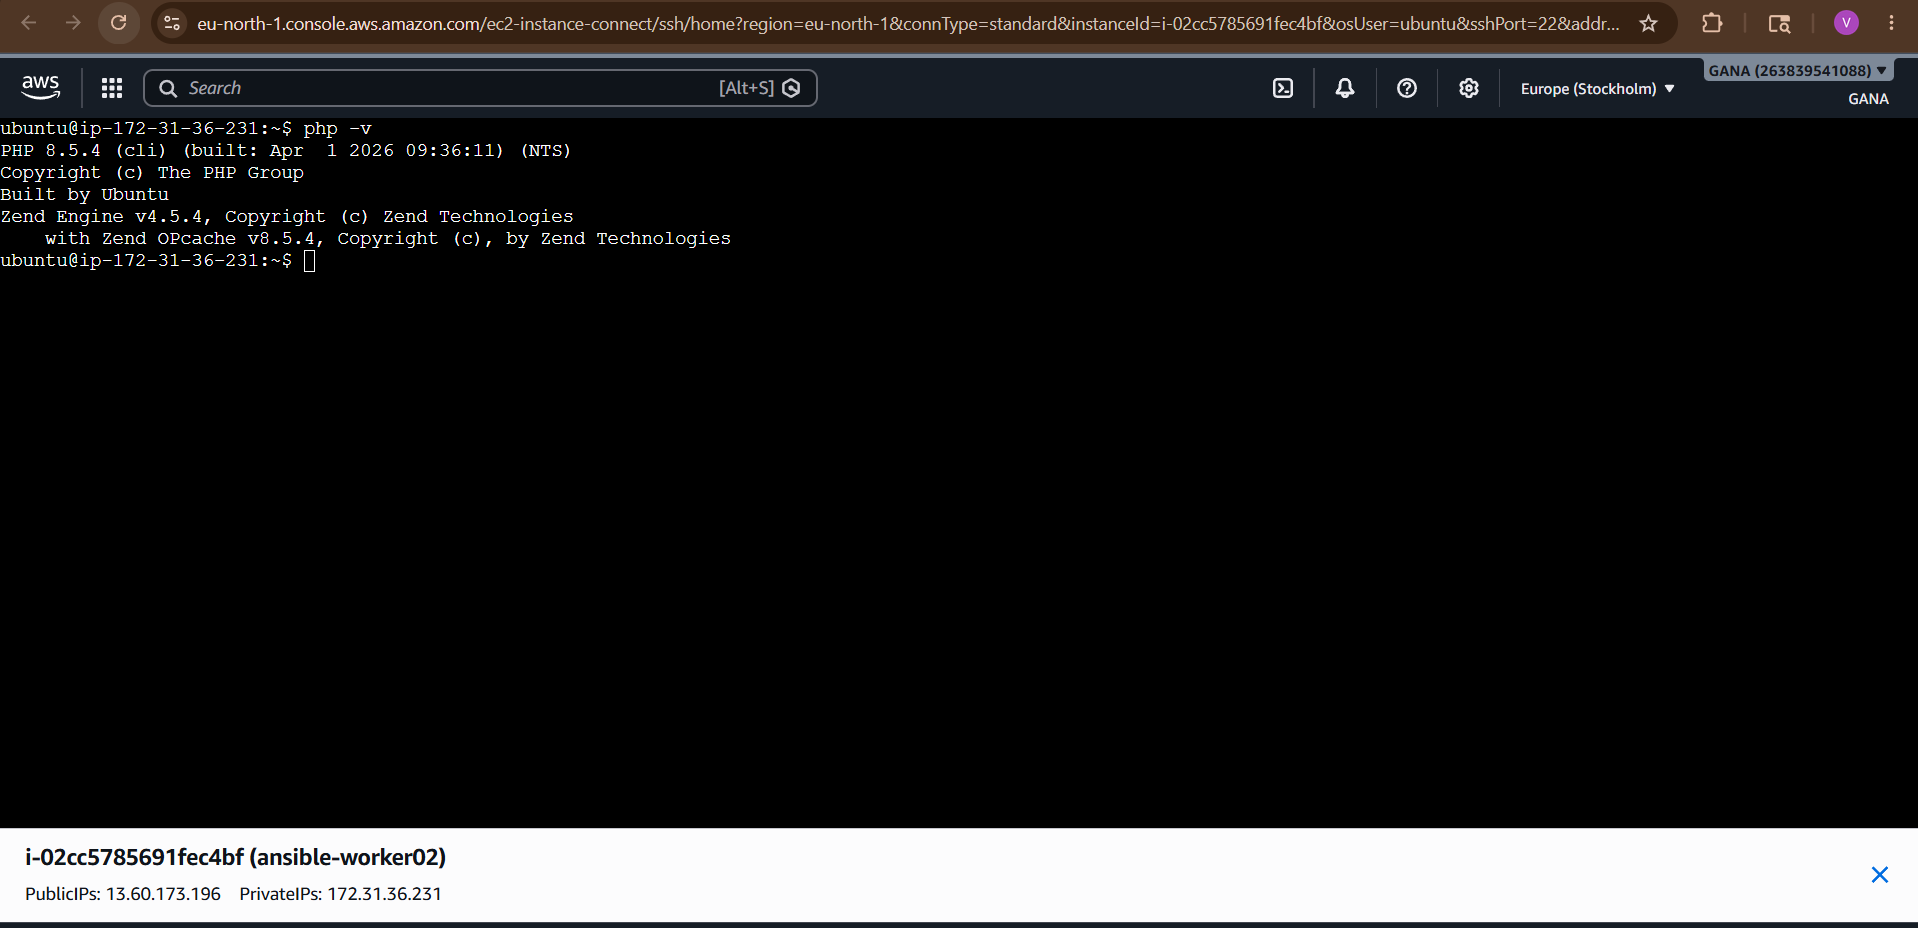 eu-north-1.console.aws.amazon.com/ec2-instance-connect/ssh/home?region=eu-north-1&connType=standard&instanceId=i-02cc5785691fec4bf&osUser=ubuntu&sshPort=22&addr...
V
aws
Search
[Alt+S]
Europe (Stockholm)
GANA (263839541088)
GANA
ubuntu@ip-172-31-36-231:~$ php -v
PHP 8.5.4 (cli) (built: Apr  1 2026 09:36:11) (NTS)
Copyright (c) The PHP Group
Built by Ubuntu
Zend Engine v4.5.4, Copyright (c) Zend Technologies
    with Zend OPcache v8.5.4, Copyright (c), by Zend Technologies
ubuntu@ip-172-31-36-231:~$
i-02cc5785691fec4bf (ansible-worker02)
PublicIPs: 13.60.173.196    PrivateIPs: 172.31.36.231